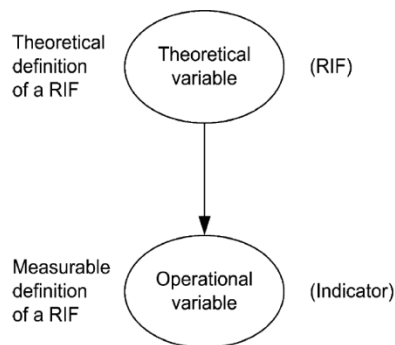 Theoretical
definition
of a RIF
Theoretical
variable
(RIF)
Measurable
definition
of a RIF
Operational
variable
(Indicator)